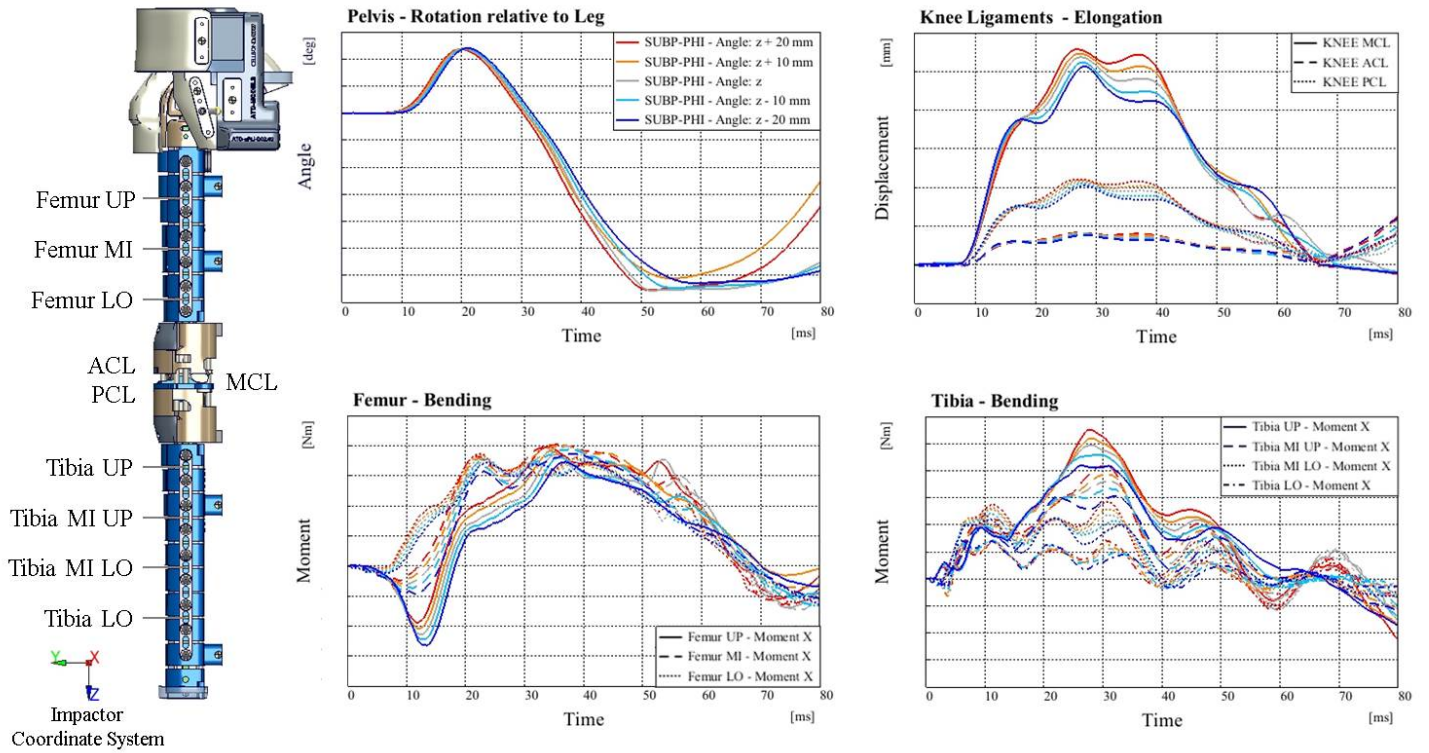 Femur UP
Femur MI
Femur LO
ACL
PCL
MCL
Tibia UP
Tibia MI UP
Tibia MI LO
Tibia LO
Y
X
Z
Impactor
Coordinate System
Pelvis - Rotation relative to Leg
[deg]
Angle
SUBP-PHI - Angle: z + 20 mm
SUBP-PHI - Angle: z + 10 mm
SUBP-PHI - Angle: z
SUBP-PHI - Angle: z - 10 mm
SUBP-PHI - Angle: z - 20 mm
0 10 20 30 40 50 60 70 80
Time
[ms]
Knee Ligaments - Elongation
[mm]
Displacement
KNEE MCL
KNEE ACL
KNEE PCL
0 10 20 30 40 50 60 70 80
Time
[ms]
Femur - Bending
[Nm]
Moment
Femur UP - Moment X
Femur MI - Moment X
Femur LO - Moment X
0 10 20 30 40 50 60 70 80
Time
[ms]
Tibia - Bending
[Nm]
Moment
Tibia UP - Moment X
Tibia MI UP - Moment X
Tibia MI LO - Moment X
Tibia LO - Moment X
0 10 20 30 40 50 60 70 80
Time
[ms]